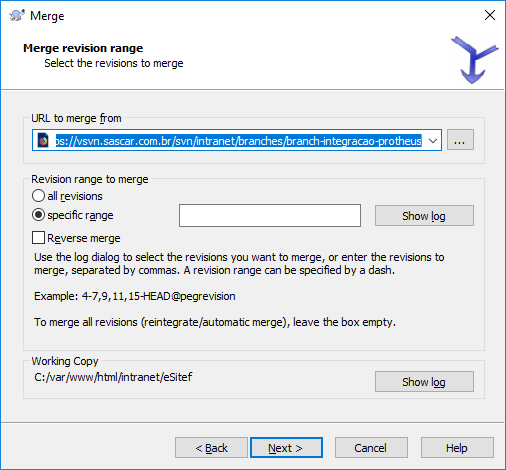 Merge
Merge revision range
Select the revisions to merge
URL to merge from
ps://vsvn.sascar.com.br/svn/intranet/branches/branch-integracao-protheus
...
Revision range to merge
all revisions
specific range
Show log
Reverse merge
Use the log dialog to select the revisions you want to merge, or enter the revisions to
merge, separated by commas. A revision range can be specified by a dash.
Example: 4-7,9,11,15-HEAD@pegrevision
To merge all revisions (reintegrate/automatic merge), leave the box empty.
Working Copy
C:/var/www/html/intranet/eSitef
Show log
< Back
Next >
Cancel
Help